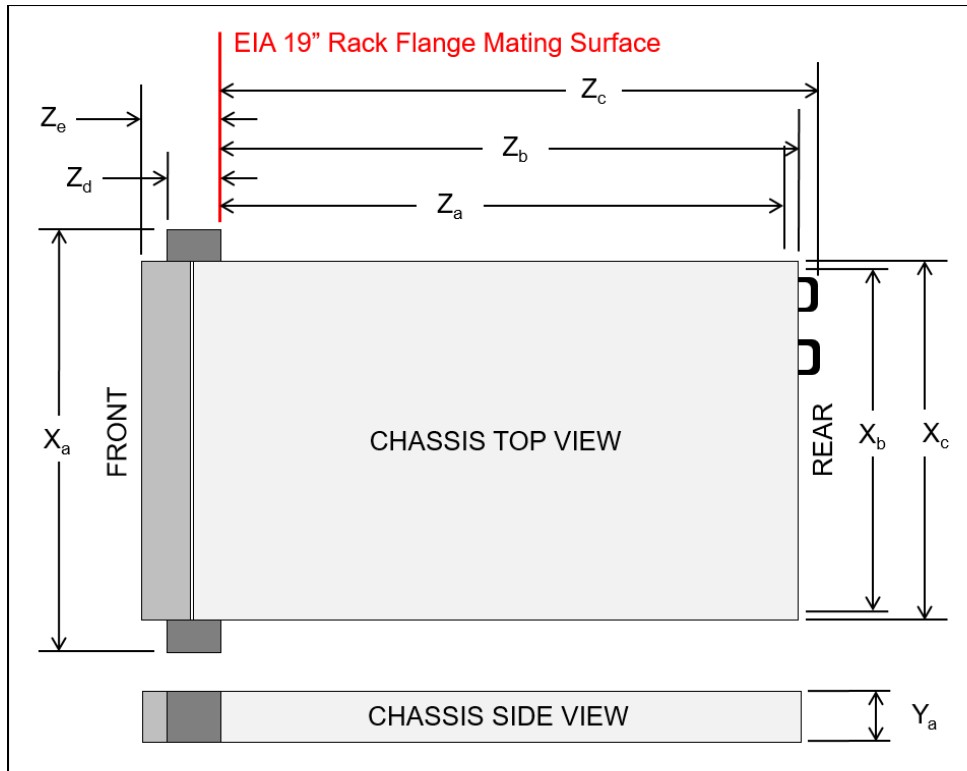 EIA 19” Rack Flange Mating Surface
Zc
Ze
Zb
Zd
Za
Xa
FRONT
CHASSIS TOP VIEW
REAR
Xb
Xc
CHASSIS SIDE VIEW
Ya